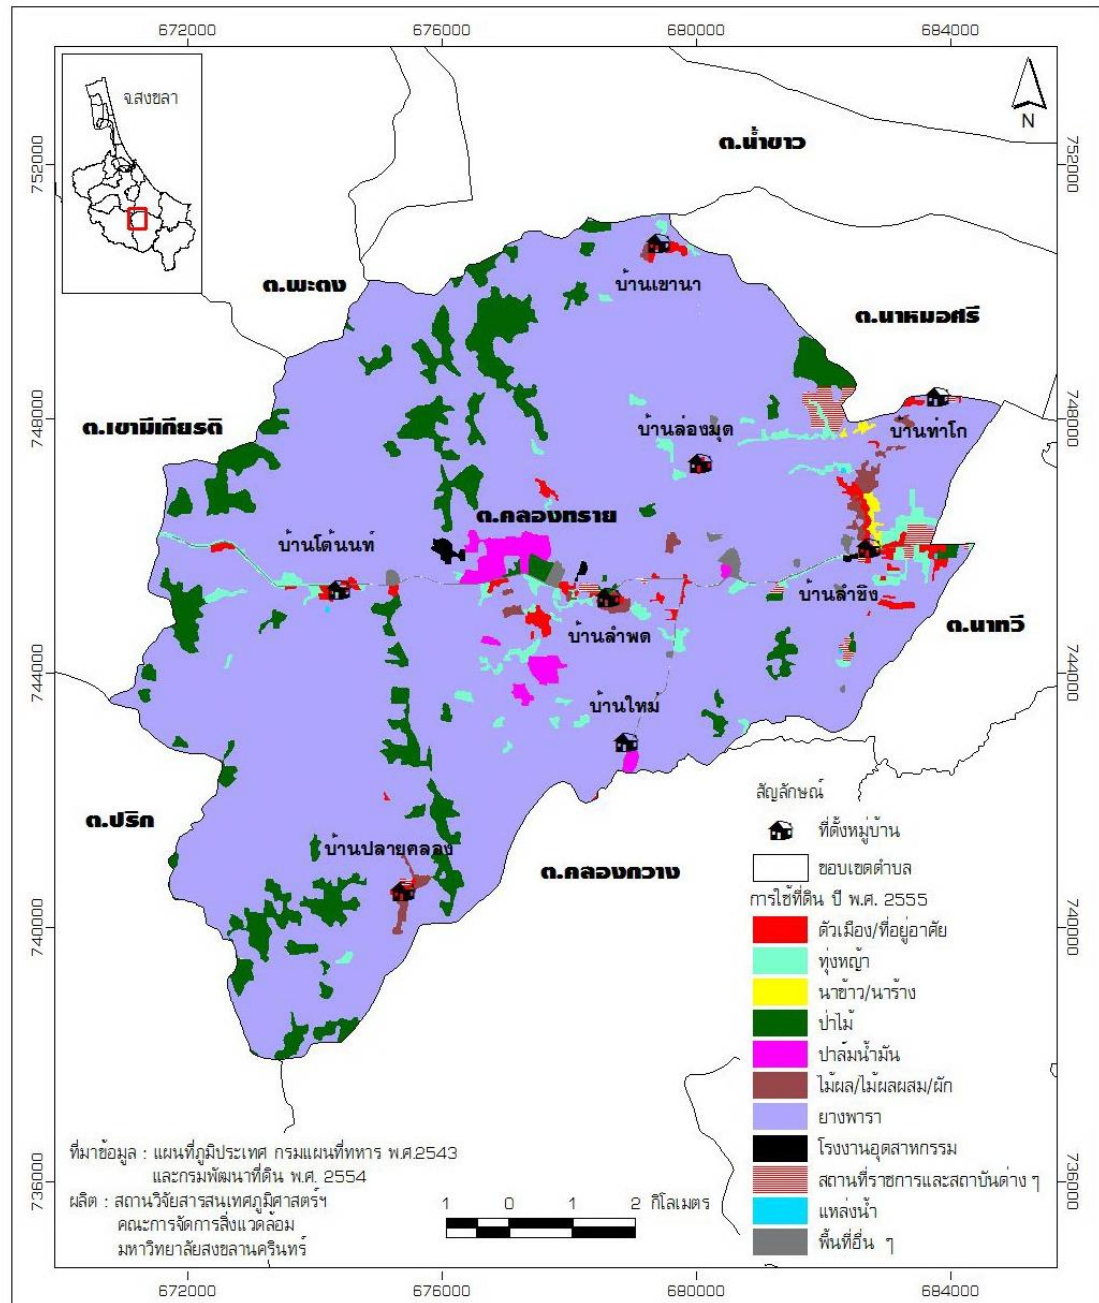 672000 676000 680000 684000
จ.สงขลา
N
ต.น้ำขาว
752000 752000
ต.พะตง
บ้านเขานา
ต.นาหมอศรี
ต.เขามีเกียรติ
748000 748000
บ้านล่องมุด
บ้านท่าโก
ต.คลองทราย
บ้านโต้นนท์
บ้านลำชิง
บ้านลำพด
ต.นาทวี
744000 744000
บ้านใหม่
ต.ปริก
บ้านปลายคลอง
ต.คลองกวาง
740000 740000
สัญลักษณ์
ที่ตั้งหมู่บ้าน
ขอบเขตตำบล
การใช้ที่ดิน ปี พ.ศ. 2555
ตัวเมือง/ที่อยู่อาศัย
ทุ่งหญ้า
นาข้าว/นาร้าง
ป่าไม้
ปาล์มน้ำมัน
ไม้ผล/ไม้ผลผสม/ผัก
ยางพารา
โรงงานอุตสาหกรรม
สถานที่ราชการและสถาบันต่าง ๆ
แหล่งน้ำ
พื้นที่อื่น ๆ
ที่มาข้อมูล : แผนที่ภูมิประเทศ กรมแผนที่ทหาร พ.ศ.2543
และกรมพัฒนาที่ดิน พ.ศ. 2554
ผลิต : สถานวิจัยสารสนเทศภูมิศาสตร์ฯ
คณะการจัดการสิ่งแวดล้อม
มหาวิทยาลัยสงขลานครินทร์
1 0 1 2 กิโลเมตร
736000 736000
672000 676000 680000 684000